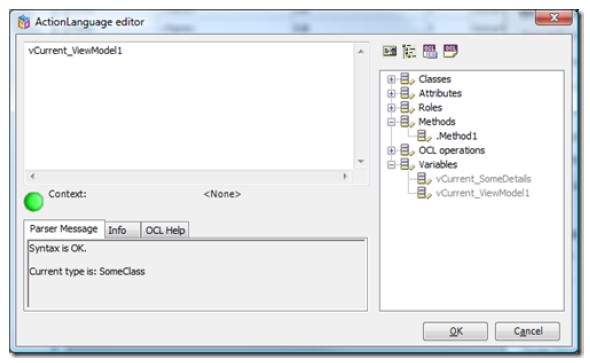 ActionLanguage editor
vCurrent_ViewModel1
Classes
Attributes
Roles
Methods
.Method1
OCL operations
Variables
vCurrent_SomeDetails
vCurrent_ViewModel1
Context: <None>
Parser Message Info OCL Help
Syntax is OK.
Current type is: SomeClass
OK Cancel